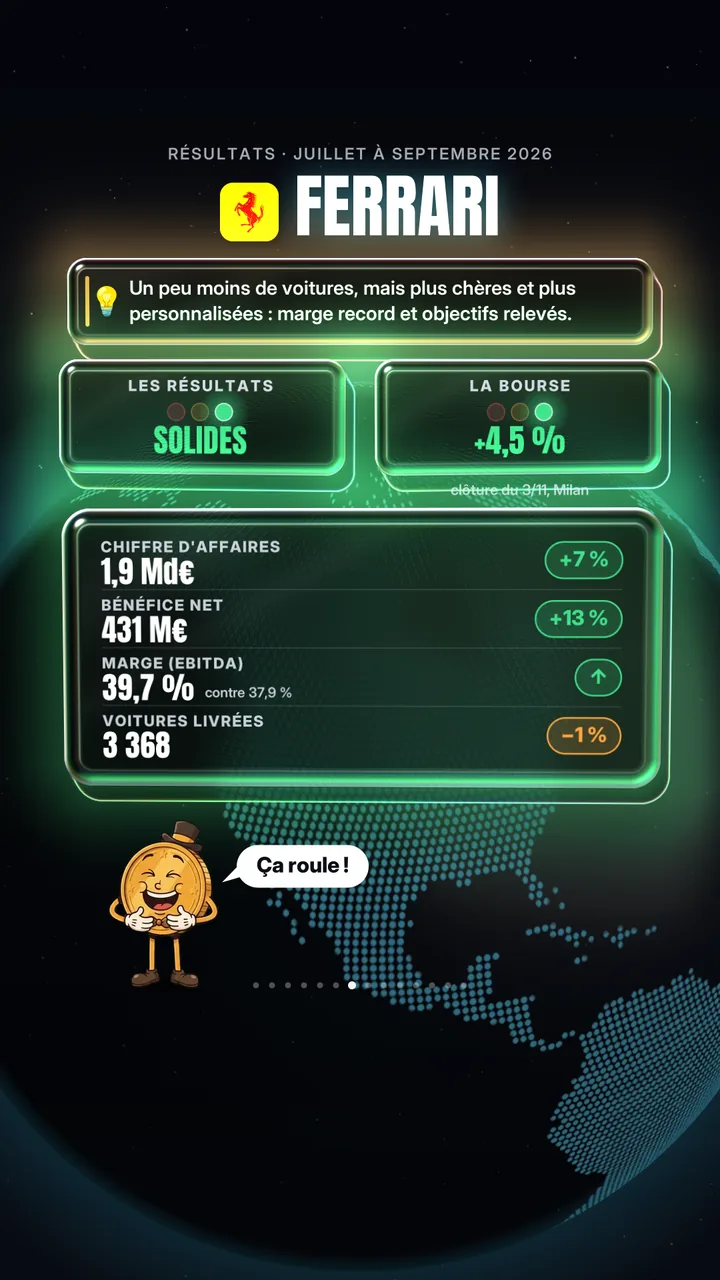 RÉSULTATS · JUILLET À SEPTEMBRE 2026
FERRARI
Un peu moins de voitures, mais plus chères et plus
personnalisées : marge record et objectifs relevés.
LES RÉSULTATS
SOLIDES
LA BOURSE
+4,5 %
clôture du 3/11, Milan
CHIFFRE D'AFFAIRES
1,9 Md€
+7 %
BÉNÉFICE NET
431 M€
+13 %
MARGE (EBITDA)
39,7 % contre 37,9 %
↑
VOITURES LIVRÉES
3 368
−1 %
Ça roule !